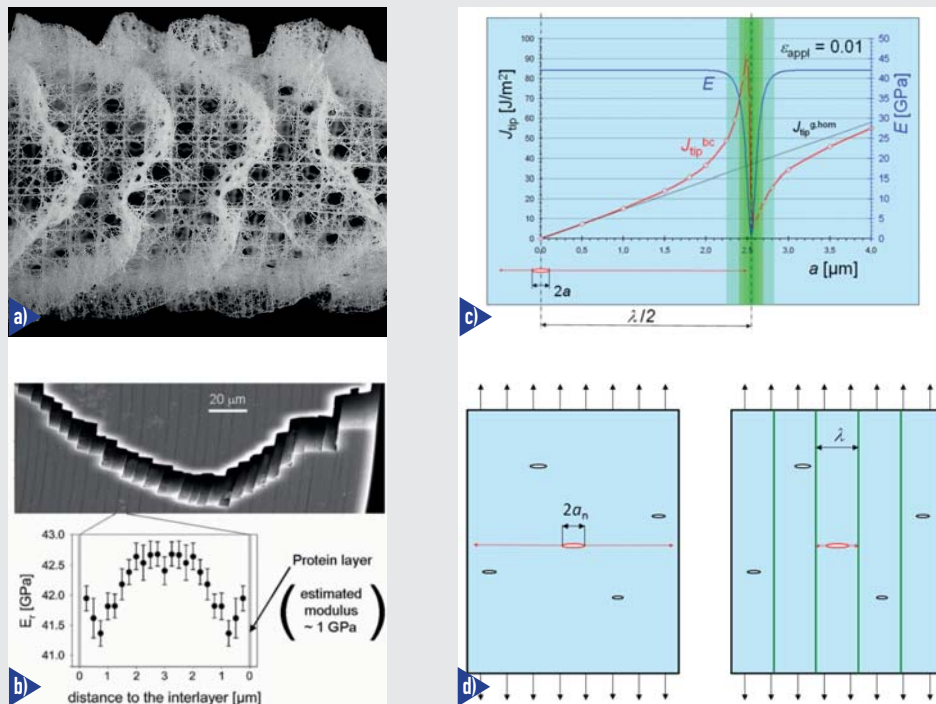 a)
20 µm
43.0
42.5
42.0
41.5
41.0
E_r [GPa]
0 1 2 3 2 1 0
distance to the interlayer [µm]
Protein layer
(estimated
modulus
~ 1 GPa)
b)
100
90
80
70
60
50
40
30
20
10
0
J_tip [J/m²]
ε_appl = 0.01
E
J_tip^bc
J_tip^g,hom
50
45
40
35
30
25
20
15
10
5
0
E [GPa]
0.0 0.5 1.0 1.5 2.0 2.5 3.0 3.5 4.0
a [µm]
2a
λ/2
c)
2a_n
λ
d)